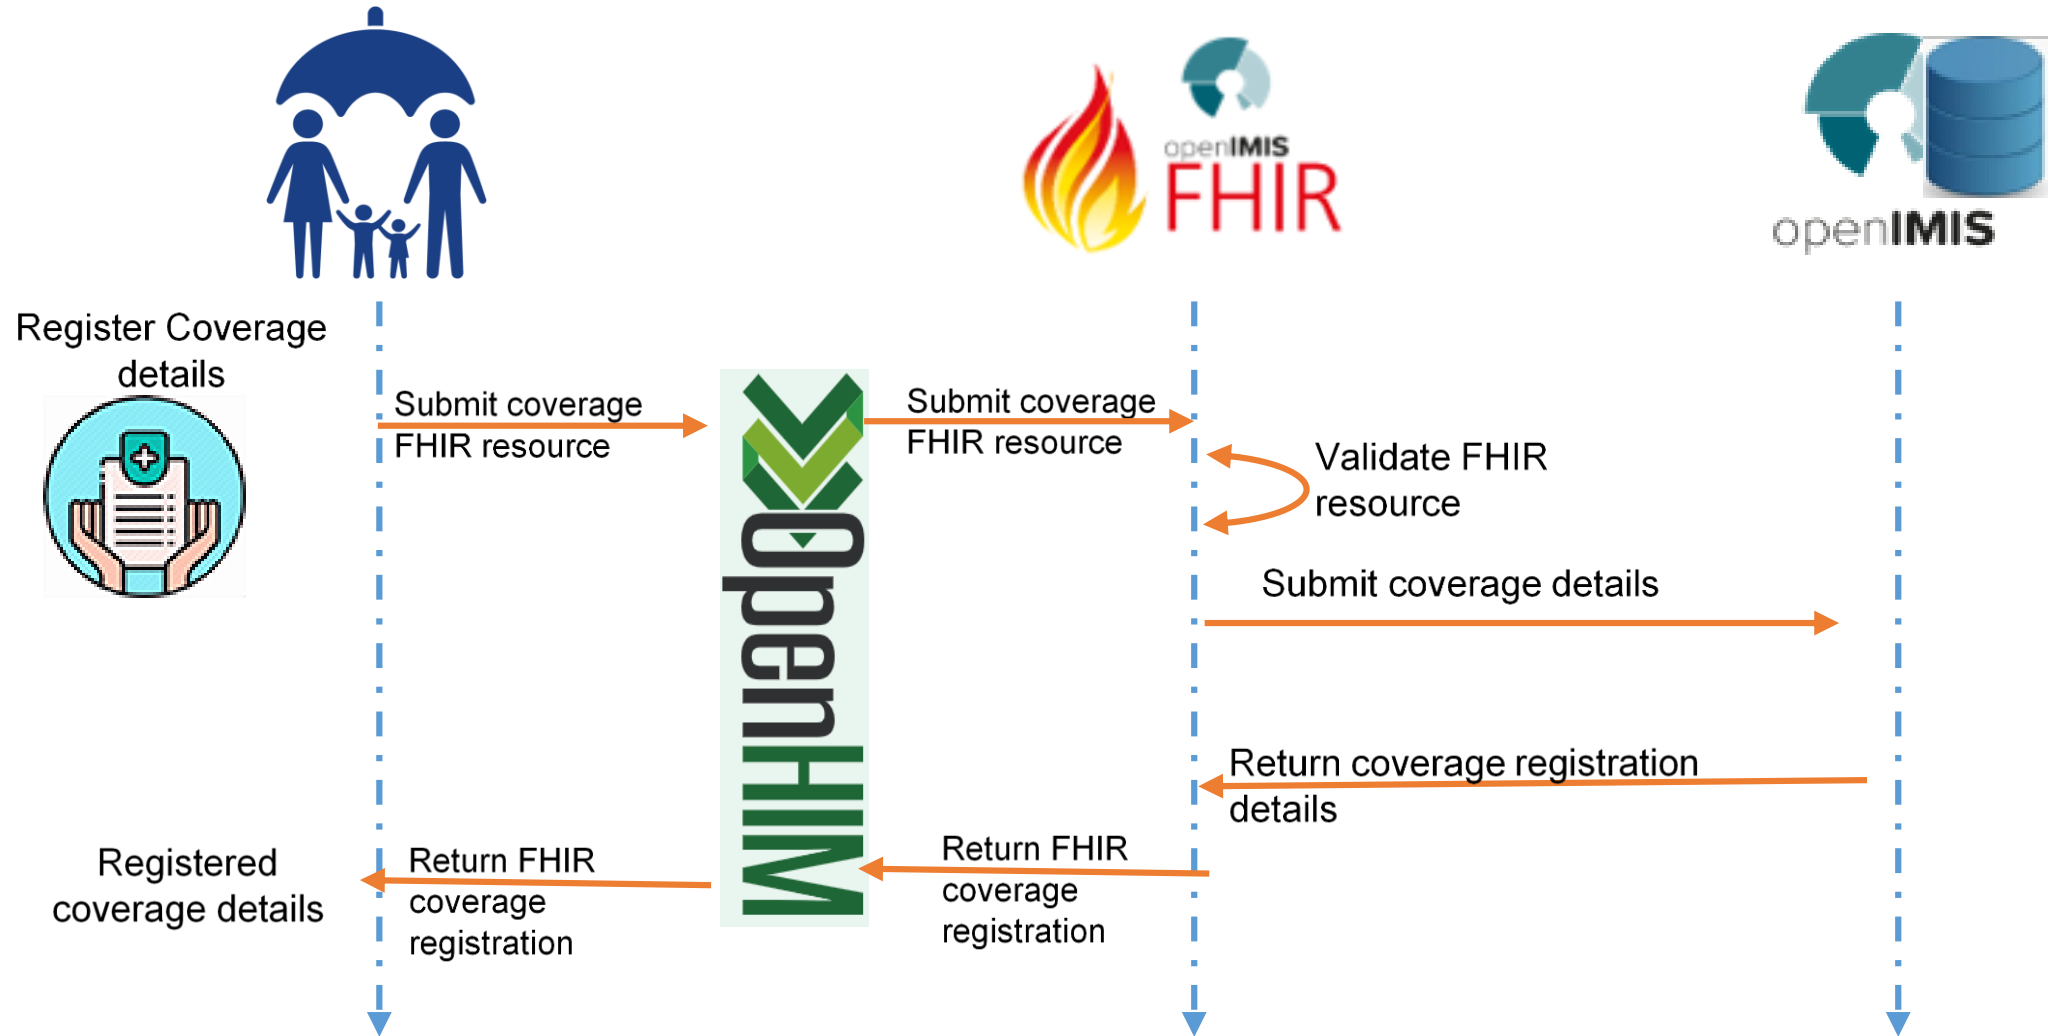 openIMIS
FHIR
openIMIS
Register Coverage
details
Submit coverage
FHIR resource
Submit coverage
FHIR resource
Validate FHIR
resource
OpenHIM
Submit coverage details
Return coverage registration
details
Return FHIR
coverage
registration
Return FHIR
coverage
registration
Registered
coverage details